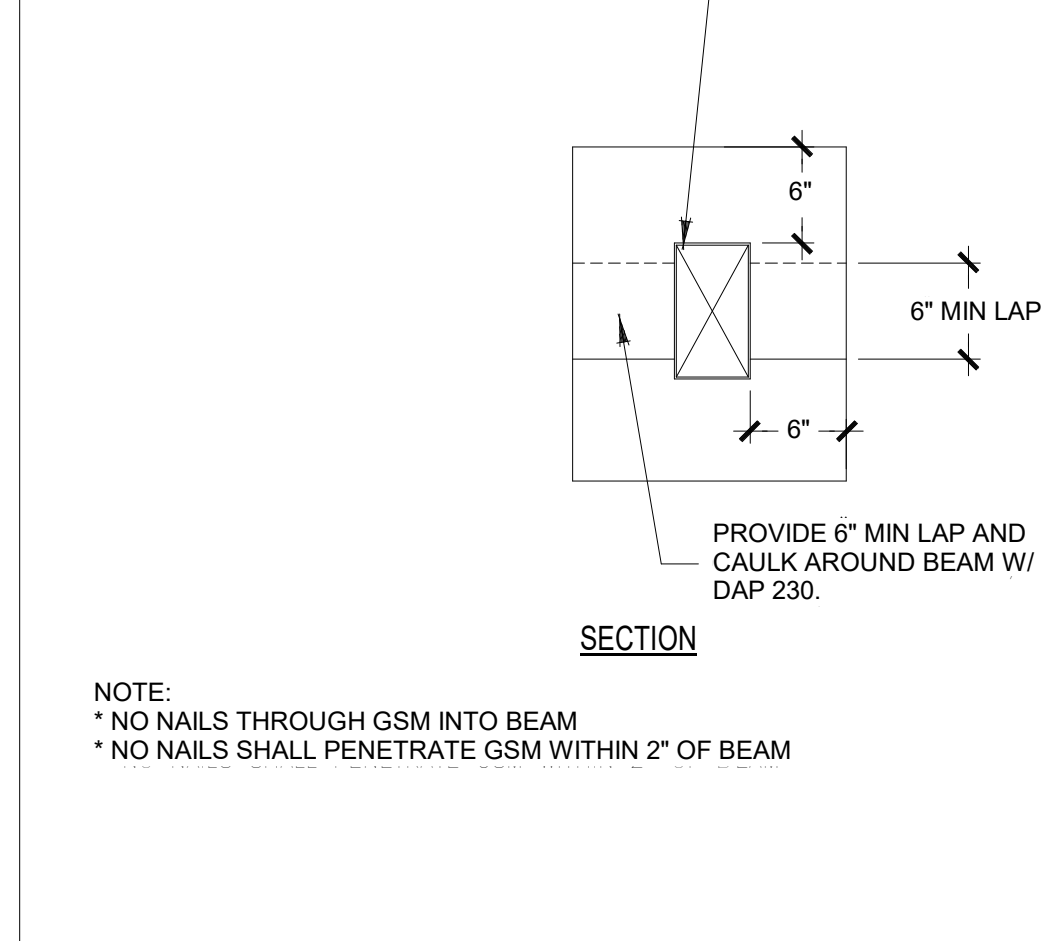 6"
6" MIN LAP
6"
PROVIDE 6" MIN LAP AND
CAULK AROUND BEAM W/
DAP 230.
SECTION
NOTE:
* NO NAILS THROUGH GSM INTO BEAM
* NO NAILS SHALL PENETRATE GSM WITHIN 2" OF BEAM